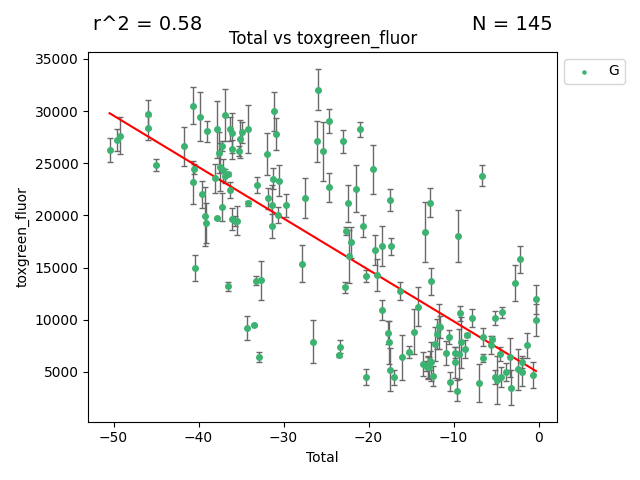 r^2 = 0.58 N = 145
Total vs toxgreen_fluor
35000
30000
25000
20000
15000
10000
5000
toxgreen_fluor
−50 −40 −30 −20 −10 0
Total
G